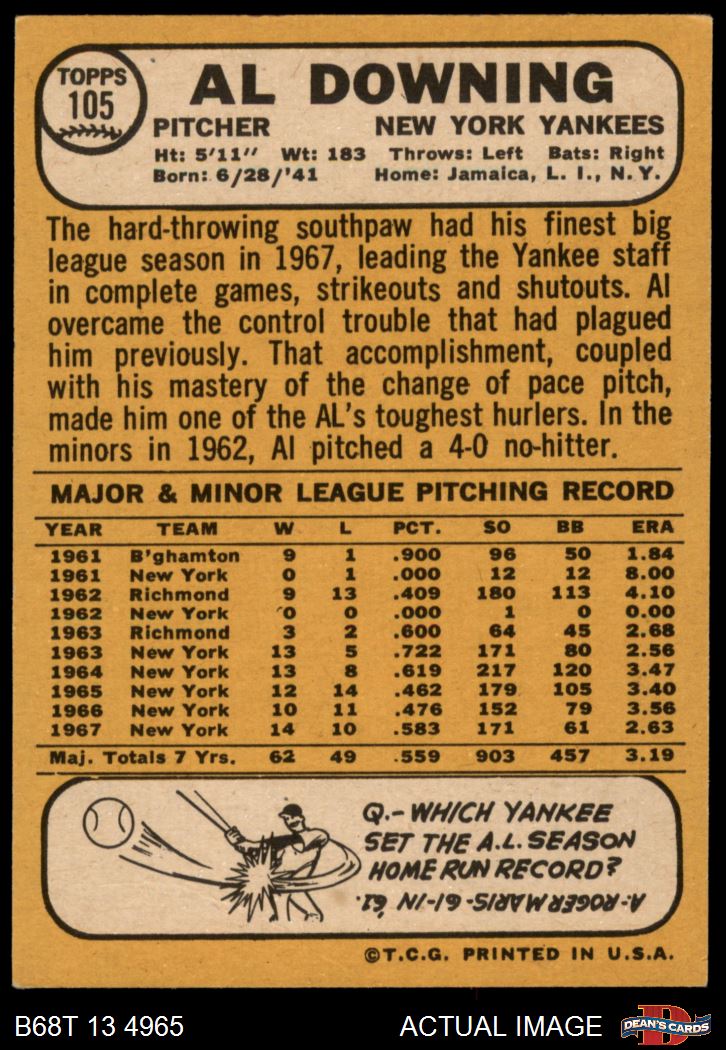 TOPPS
105
AL DOWNING
PITCHER NEW YORK YANKEES
Ht: 5'11" Wt: 183 Throws: Left Bats: Right
Born: 6/28/'41 Home: Jamaica, L. I., N. Y.
The hard-throwing southpaw had his finest big
league season in 1967, leading the Yankee staff
in complete games, strikeouts and shutouts. Al
overcame the control trouble that had plagued
him previously. That accomplishment, coupled
with his mastery of the change of pace pitch,
made him one of the AL's toughest hurlers. In the
minors in 1962, Al pitched a 4-0 no-hitter.
MAJOR & MINOR LEAGUE PITCHING RECORD
YEAR TEAM W L PCT. SO BB ERA
1961 B'ghamton 9 1 .900 96 50 1.84
1961 New York 0 1 .000 12 12 8.00
1962 Richmond 9 13 .409 180 113 4.10
1962 New York 0 0 .000 1 0 0.00
1963 Richmond 3 2 .600 64 45 2.68
1963 New York 13 5 .722 171 80 2.56
1964 New York 13 8 .619 217 120 3.47
1965 New York 12 14 .462 179 105 3.40
1966 New York 10 11 .476 152 79 3.56
1967 New York 14 10 .583 171 61 2.63
Maj. Totals 7 Yrs. 62 49 .559 903 457 3.19
Q.- WHICH YANKEE
SET THE A.L. SEASON
HOME RUN RECORD?
A: ROGER MARIS - 61 - IN '61.
©T.C.G. PRINTED IN U.S.A.
B68T 13 4965 ACTUAL IMAGE
D
DEAN'S CARDS